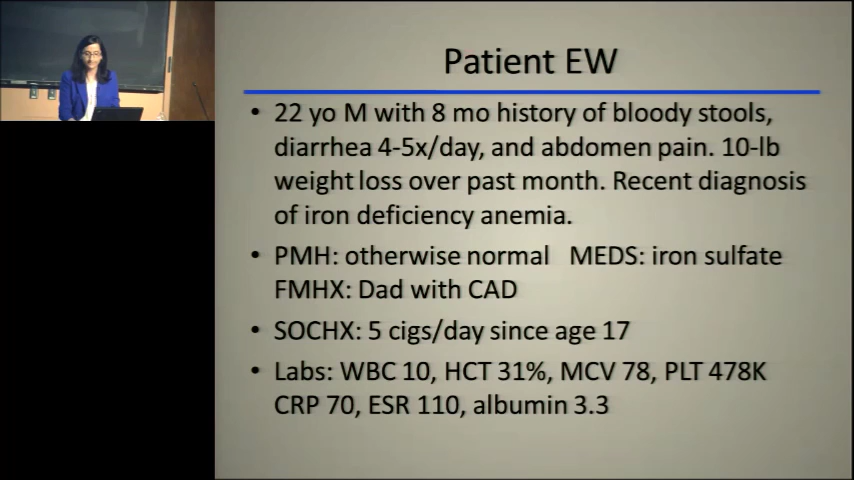 Patient EW
• 22 yo M with 8 mo history of bloody stools,
diarrhea 4-5x/day, and abdomen pain. 10-lb
weight loss over past month. Recent diagnosis
of iron deficiency anemia.
• PMH: otherwise normal MEDS: iron sulfate
FMHX: Dad with CAD
• SOCHX: 5 cigs/day since age 17
• Labs: WBC 10, HCT 31%, MCV 78, PLT 478K
CRP 70, ESR 110, albumin 3.3